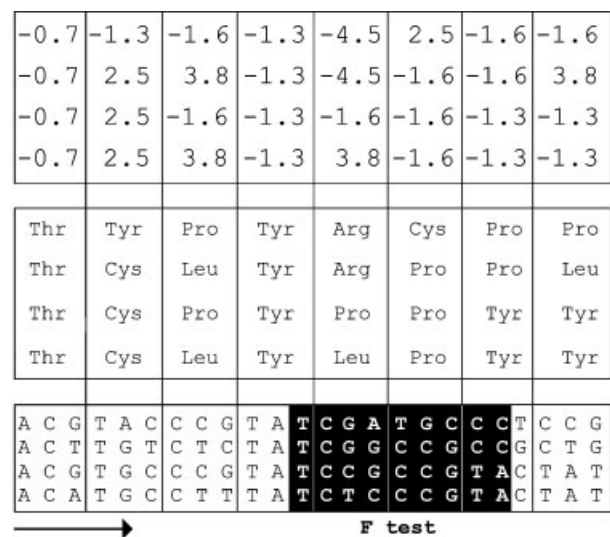 -0.7 -1.3 -1.6 -1.3 -4.5 2.5 -1.6 -1.6
-0.7 2.5 3.8 -1.3 -4.5 -1.6 -1.6 3.8
-0.7 2.5 -1.6 -1.3 -1.6 -1.6 -1.3 -1.3
-0.7 2.5 3.8 -1.3 3.8 -1.6 -1.3 -1.3
Thr Tyr Pro Tyr Arg Cys Pro Pro
Thr Cys Leu Tyr Arg Pro Pro Leu
Thr Cys Pro Tyr Pro Pro Tyr Tyr
Thr Cys Leu Tyr Leu Pro Tyr Tyr
A C G T A C C C G T A T C G A T G C C C T C C G
A C T T G T C T C T A T C G G C C G C C G C T G
A C G T G C C C G T A T C C G C C G T A C T A T
A C A T G C C T T T A T C T C C C G T A C T A T
F test